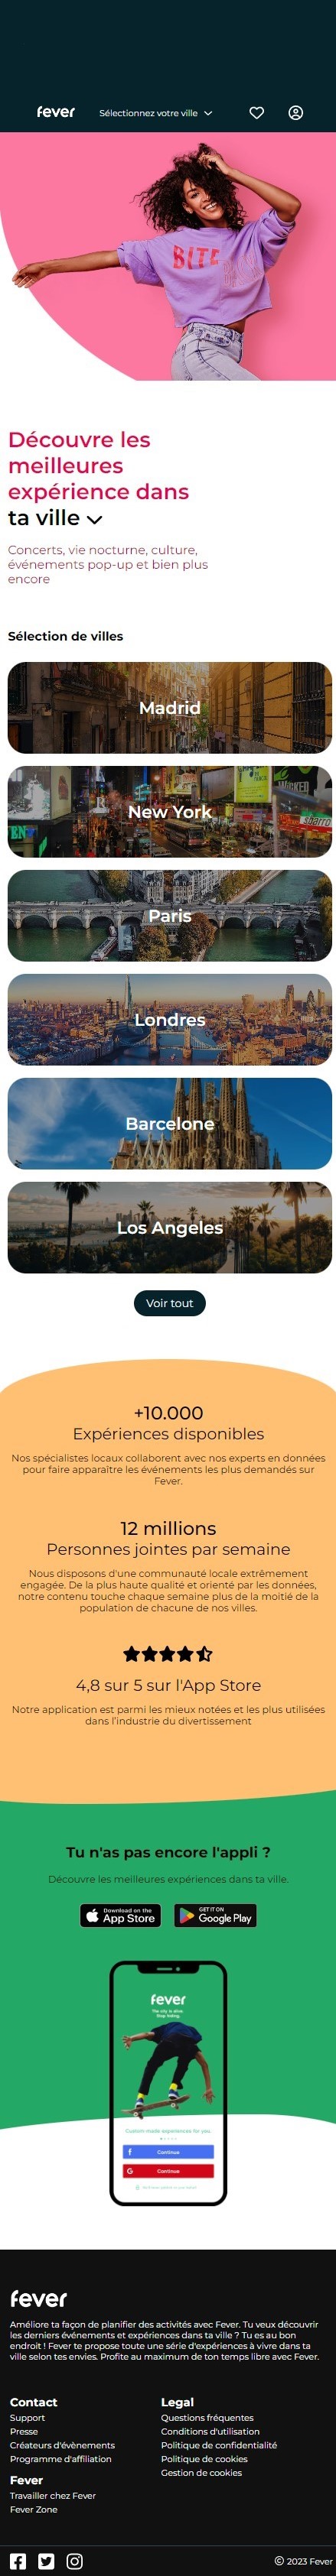 fever Sélectionnez votre ville
BITE
Découvre les
meilleures
expérience dans
ta ville
Concerts, vie nocturne, culture,
événements pop-up et bien plus
encore
Sélection de villes
Madrid
New York
Paris
Londres
Barcelone
Los Angeles
Voir tout
+10.000
Expériences disponibles
Nos spécialistes locaux collaborent avec nos experts en données
pour faire apparaître les événements les plus demandés sur
Fever.
12 millions
Personnes jointes par semaine
Nous disposons d'une communauté locale extrêmement
engagée. De la plus haute qualité et orienté par les données,
notre contenu touche chaque semaine plus de la moitié de la
population de chacune de nos villes.
4,8 sur 5 sur l'App Store
Notre application est parmi les mieux notées et les plus utilisées
dans l'industrie du divertissement
Tu n'as pas encore l'appli ?
Découvre les meilleures expériences dans ta ville.
Download on the
App Store
GET IT ON
Google Play
fever
The city is alive.
Stop hiding.
Custom made experiences for you.
Continue
Continue
fever
Améliore ta façon de planifier des activités avec Fever. Tu veux découvrir
les derniers événements et expériences dans ta ville ? Tu es au bon
endroit ! Fever te propose toute une série d'expériences à vivre dans ta
ville selon tes envies. Profite au maximum de ton temps libre avec Fever.
Contact
Support
Presse
Créateurs d'évènements
Programme d'affiliation
Fever
Travailler chez Fever
Fever Zone
Legal
Questions fréquentes
Conditions d'utilisation
Politique de confidentialité
Politique de cookies
Gestion de cookies
© 2023 Fever